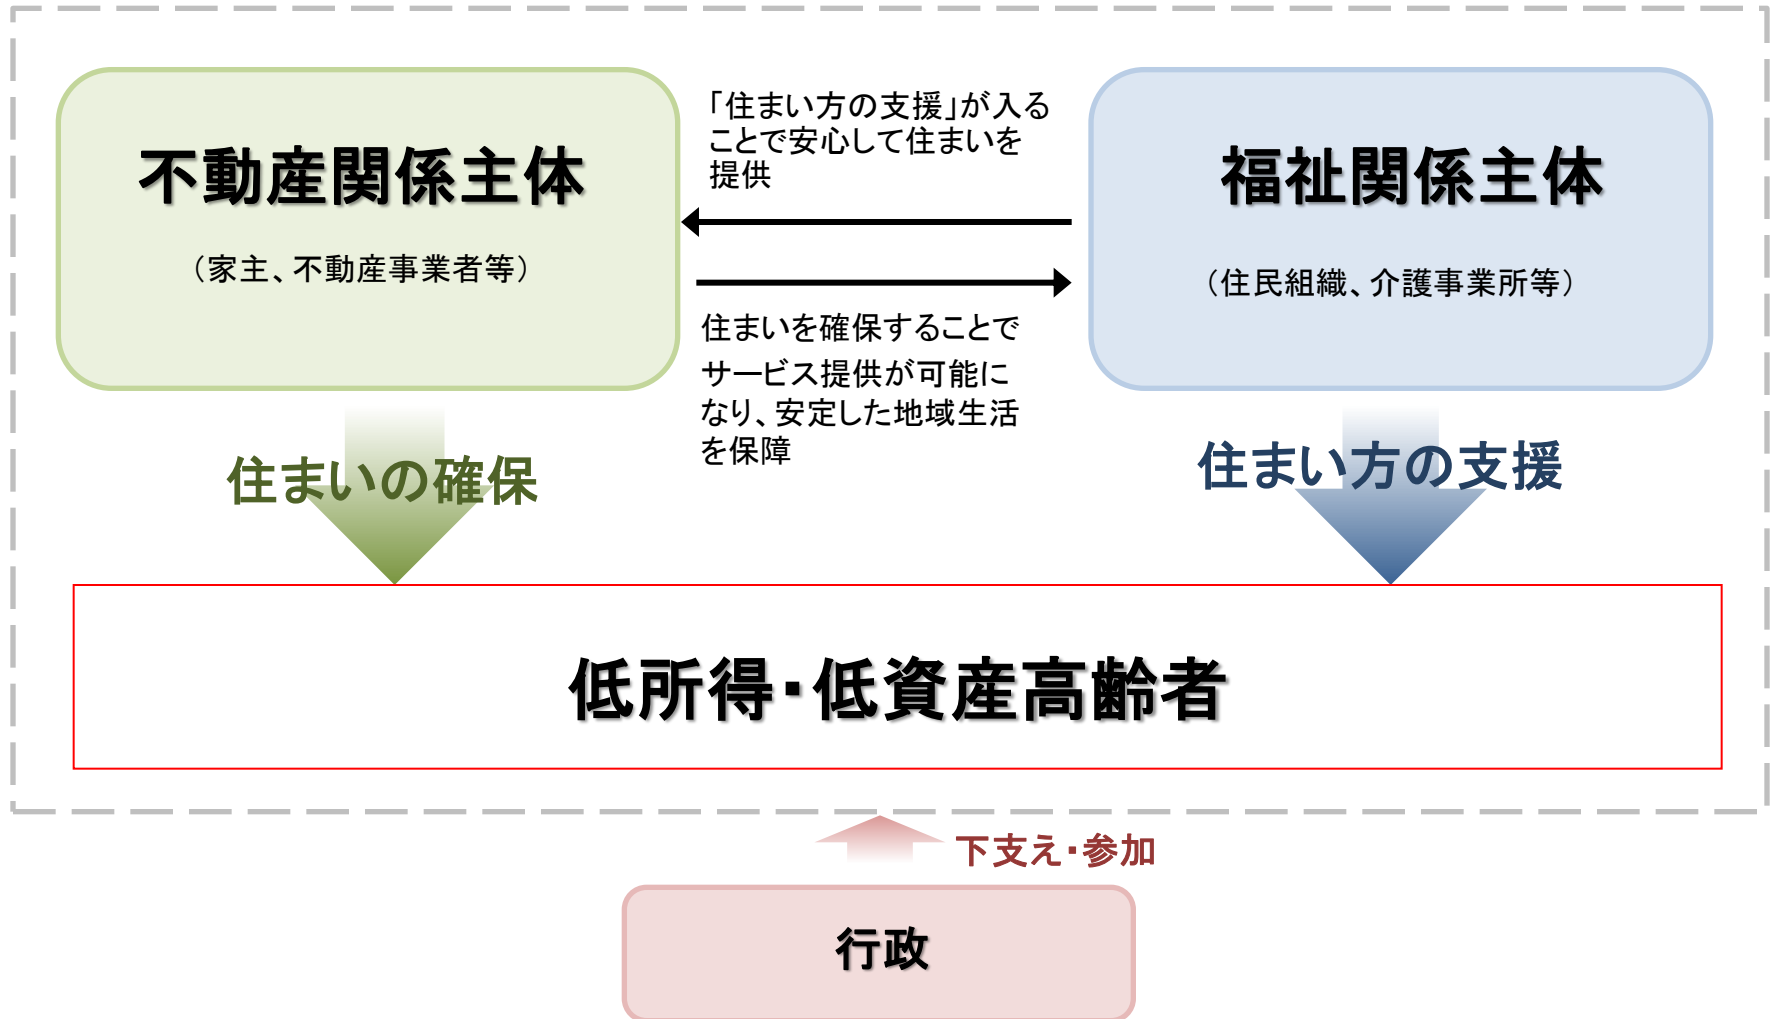 不動産関係主体
（家主、不動産事業者等）
「住まい方の支援」が入る
ことで安心して住まいを
提供
住まいを確保することで
サービス提供が可能に
なり、安定した地域生活
を保障
福祉関係主体
（住民組織、介護事業所等）
住まいの確保
住まい方の支援
低所得・低資産高齢者
下支え・参加
行政